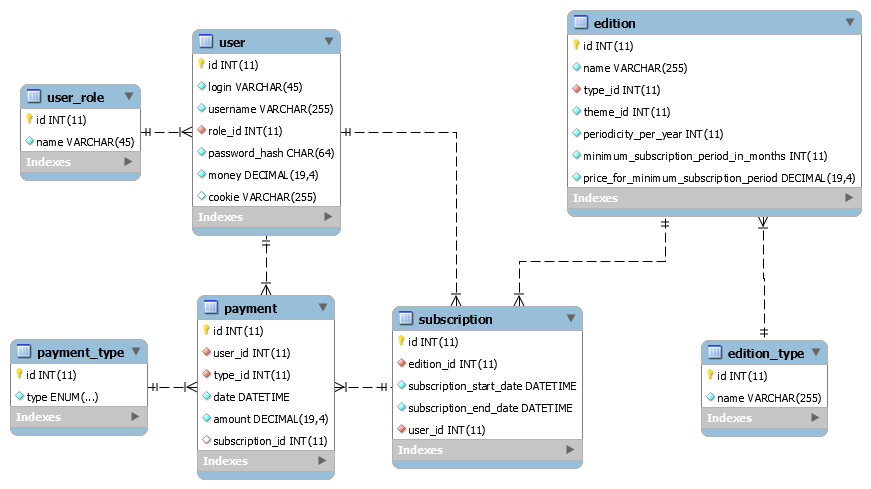 user_role
id INT(11)
name VARCHAR(45)
Indexes
user
id INT(11)
login VARCHAR(45)
username VARCHAR(255)
role_id INT(11)
password_hash CHAR(64)
money DECIMAL(19,4)
cookie VARCHAR(255)
Indexes
edition
id INT(11)
name VARCHAR(255)
type_id INT(11)
theme_id INT(11)
periodicity_per_year INT(11)
minimum_subscription_period_in_months INT(11)
price_for_minimum_subscription_period DECIMAL(19,4)
Indexes
payment_type
id INT(11)
type ENUM(...)
Indexes
payment
id INT(11)
user_id INT(11)
type_id INT(11)
date DATETIME
amount DECIMAL(19,4)
subscription_id INT(11)
Indexes
subscription
id INT(11)
edition_id INT(11)
subscription_start_date DATETIME
subscription_end_date DATETIME
user_id INT(11)
Indexes
edition_type
id INT(11)
name VARCHAR(255)
Indexes